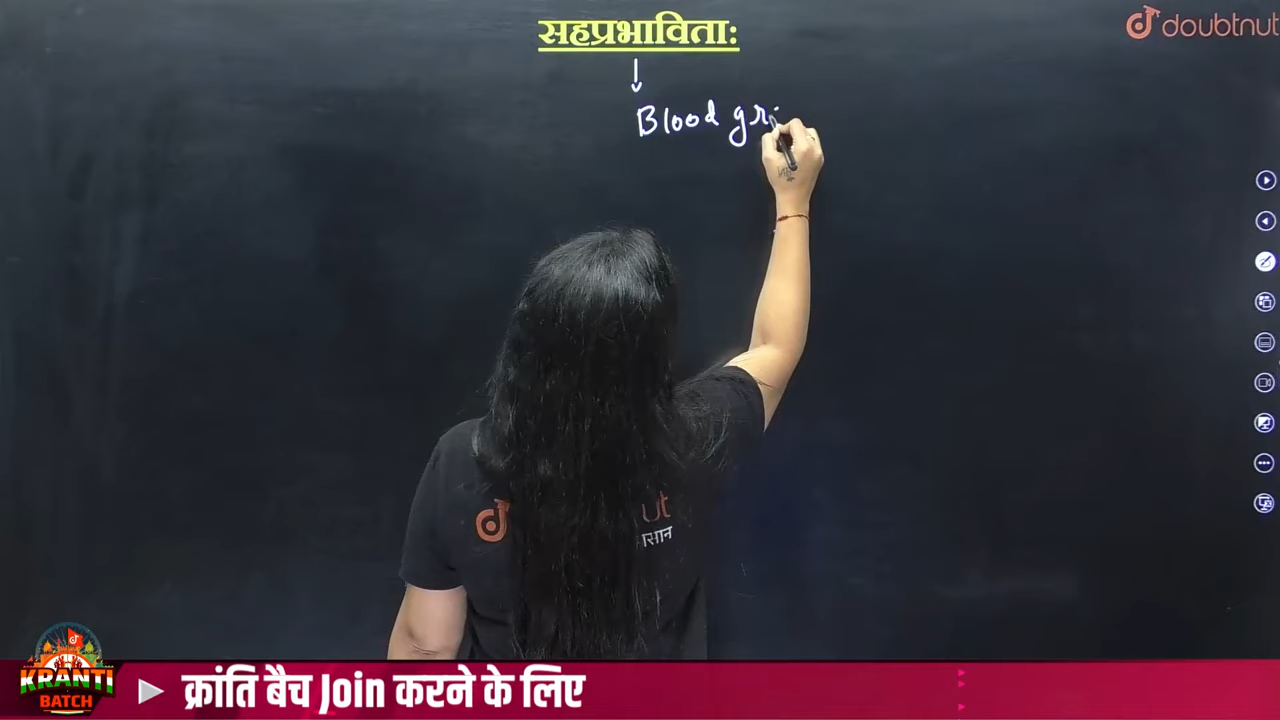 सहप्रभाविताः
doubtnut
↓
Blood gr
KRANTI
BATCH
क्रांति बैच Join करने के लिए